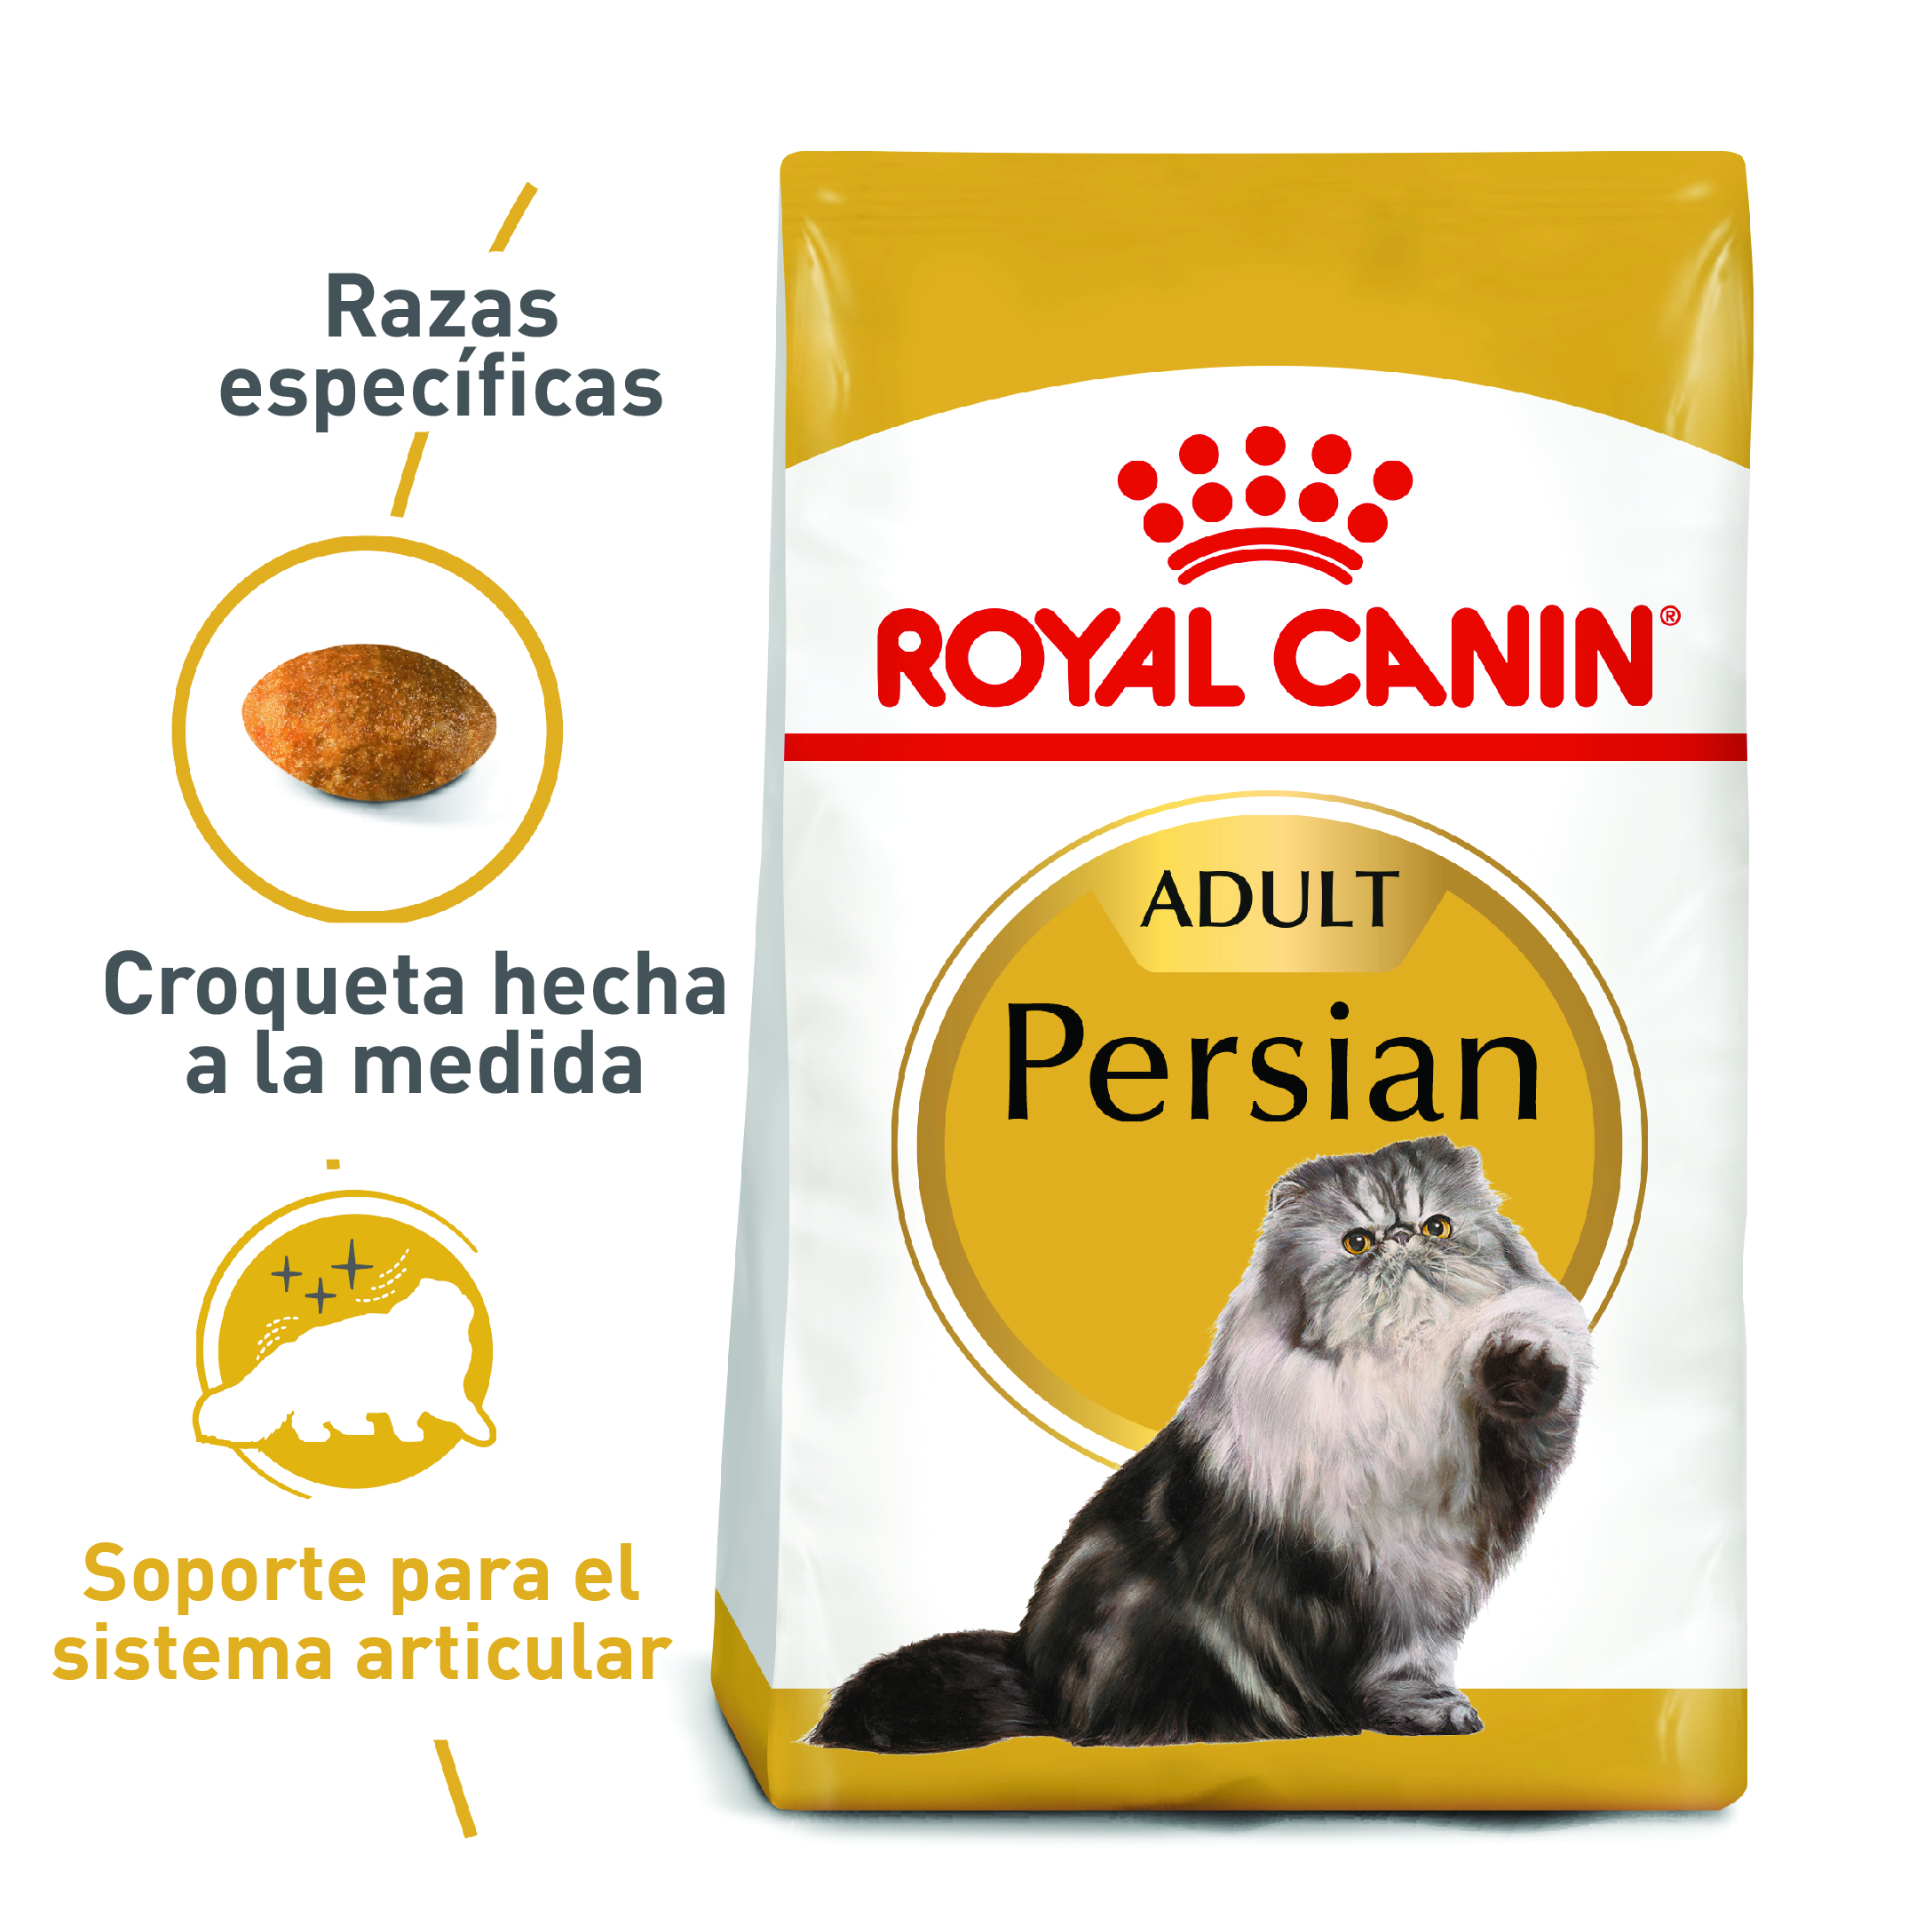 Razas
específicas
Croqueta hecha
a la medida
Soporte para el
sistema articular
ROYAL CANIN®
ADULT
Persian